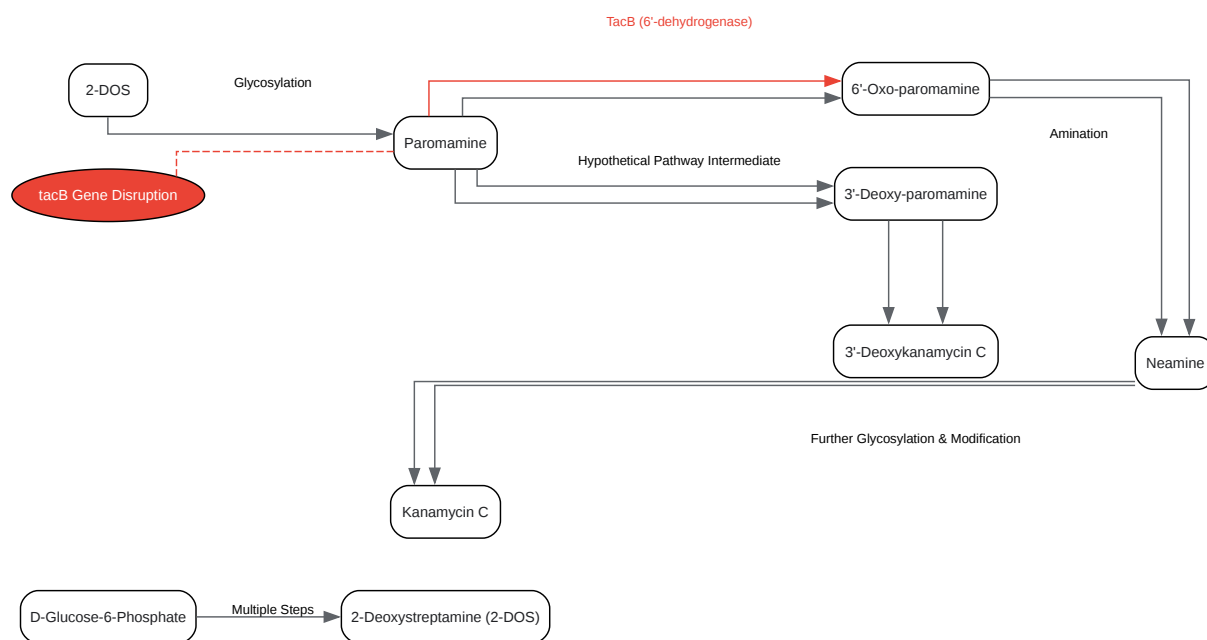 TacB (6'-dehydrogenase)
2-DOS
Glycosylation
6'-Oxo-paromamine
Paromamine
Amination
Hypothetical Pathway Intermediate
tacB Gene Disruption
3'-Deoxy-paromamine
3'-Deoxykanamycin C
Neamine
Further Glycosylation & Modification
Kanamycin C
D-Glucose-6-Phosphate
Multiple Steps
2-Deoxystreptamine (2-DOS)